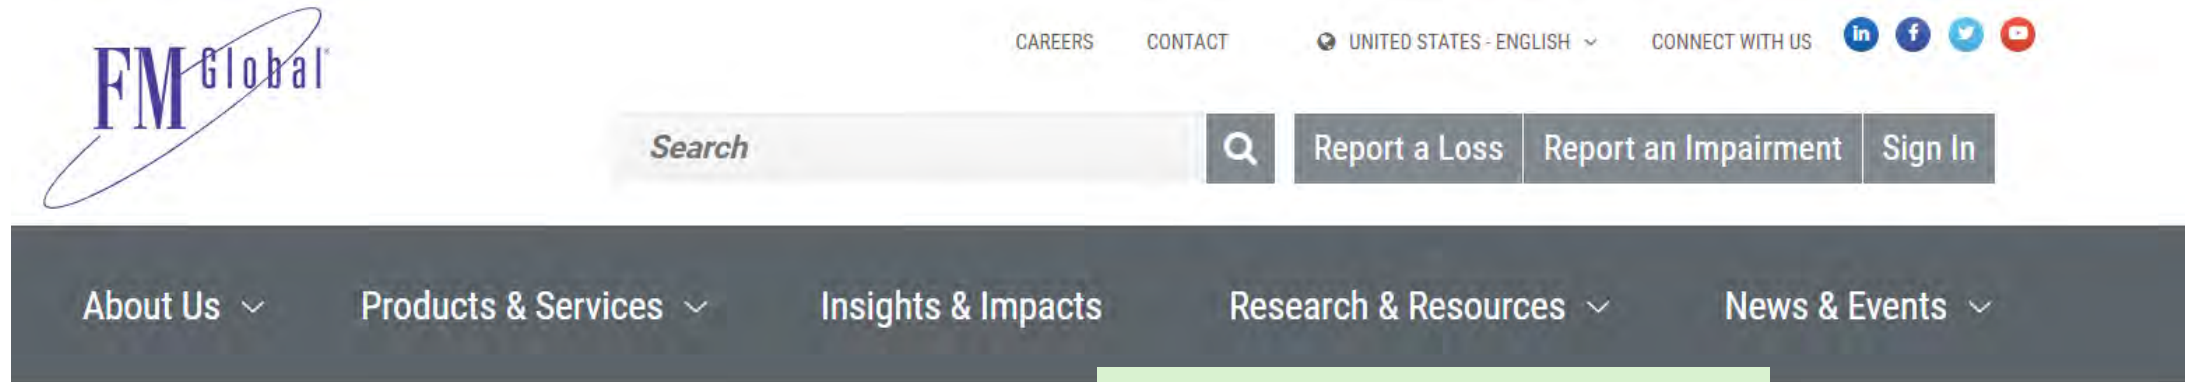 FM Global
CAREERS CONTACT UNITED STATES - ENGLISH CONNECT WITH US
Search Report a Loss Report an Impairment Sign In
About Us Products & Services Insights & Impacts Research & Resources News & Events